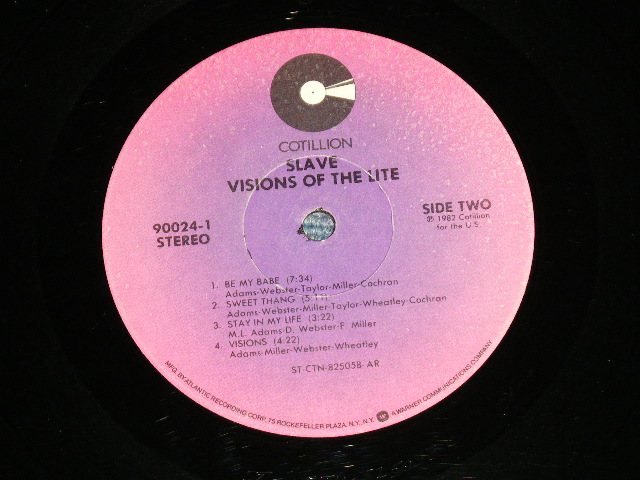 COTILLION
SLAVE
VISIONS OF THE LITE
90024-1
STEREO
SIDE TWO
℗ 1982 Cotillion
for the U.S.
1. BE MY BABE (7:34)
Adams-Webster-Taylor-Miller-Cochran
2. SWEET THANG (5:11)
Adams-Webster-Miller-Taylor-Wheatley-Cochran
3. STAY IN MY LIFE (3:22)
M.L. Adams-D. Webster-F. Miller
4. VISIONS (4:22)
Adams-Miller-Webster-Wheatley
ST-CTN-825058-AR
MFG. BY ATLANTIC RECORDING CORP. 75 ROCKEFELLER PLAZA, N.Y., N.Y. A WARNER COMMUNICATIONS COMPANY